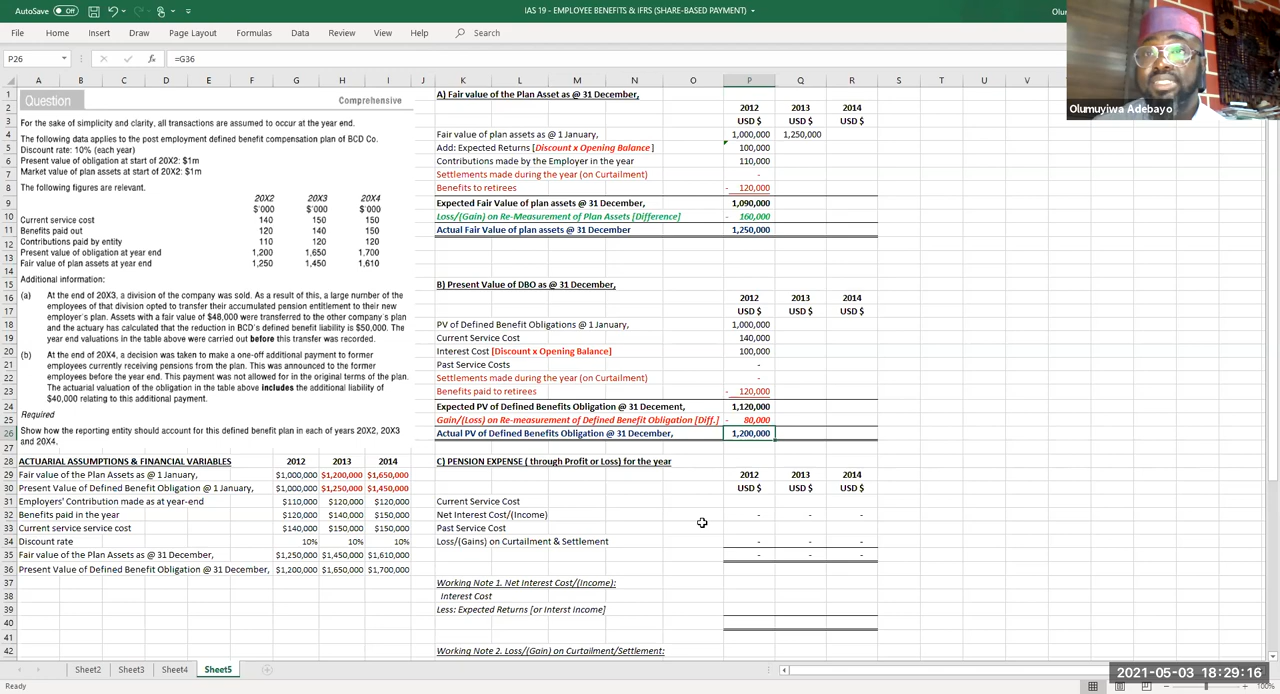 AutoSave Off
IAS 19 - EMPLOYEE BENEFITS & IFRS (SHARE-BASED PAYMENT)
File Home Insert Draw Page Layout Formulas Data Review View Help Search
P26 fx =G36
Olumuyiwa Adebayo
A B C D E F G H I J K L M N O P Q R S T U V W
Question Comprehensive
For the sake of simplicity and clarity, all transactions are assumed to occur at the year end.
The following data applies to the post employment defined benefit compensation plan of BCD Co.
Discount rate: 10% (each year)
Present value of obligation at start of 20X2: $1m
Market value of plan assets at start of 20X2: $1m
The following figures are relevant.
20X2 20X3 20X4
$'000 $'000 $'000
Current service cost 140 150 150
Benefits paid out 120 140 150
Contributions paid by entity 110 120 120
Present value of obligation at year end 1,200 1,650 1,700
Fair value of plan assets at year end 1,250 1,450 1,610
Additional information:
(a) At the end of 20X3, a division of the company was sold. As a result of this, a large number of the
employees of that division opted to transfer their accumulated pension entitlement to their new
employer's plan. Assets with a fair value of $48,000 were transferred to the other company's plan
and the actuary has calculated that the reduction in BCD's defined benefit liability is $50,000. The
year end valuations in the table above were carried out before this transfer was recorded.
(b) At the end of 20X4, a decision was taken to make a one-off additional payment to former
employees currently receiving pensions from the plan. This was announced to the former
employees before the year end. This payment was not allowed for in the original terms of the plan.
The actuarial valuation of the obligation in the table above includes the additional liability of
$40,000 relating to this additional payment.
Required
Show how the reporting entity should account for this defined benefit plan in each of years 20X2, 20X3
and 20X4.
ACTUARIAL ASSUMPTIONS & FINANCIAL VARIABLES 2012 2013 2014
Fair value of the Plan Assets as @ 1 January, $1,000,000 $1,200,000 $1,650,000
Present Value of Defined Benefit Obligation @ 1 January, $1,000,000 $1,250,000 $1,450,000
Employers' Contribution made as at year-end $110,000 $120,000 $120,000
Benefits paid in the year $120,000 $140,000 $150,000
Current service service cost $140,000 $150,000 $150,000
Discount rate 10% 10% 10%
Fair value of the Plan Assets as @ 31 December, $1,250,000 $1,450,000 $1,610,000
Present Value of Defined Benefit Obligation @ 31 December, $1,200,000 $1,650,000 $1,700,000
A) Fair value of the Plan Asset as @ 31 December,
2012 2013 2014
USD $ USD $ USD $
Fair value of plan assets as @ 1 January, 1,000,000 1,250,000
Add: Expected Returns [Discount x Opening Balance] 100,000
Contributions made by the Employer in the year 110,000
Settlements made during the year (on Curtailment) -
Benefits to retirees - 120,000
Expected Fair Value of plan assets @ 31 December, 1,090,000
Loss/(Gain) on Re-Measurement of Plan Assets [Difference] - 160,000
Actual Fair Value of plan assets @ 31 December 1,250,000
B) Present Value of DBO as @ 31 December,
2012 2013 2014
USD $ USD $ USD $
PV of Defined Benefit Obligations @ 1 January, 1,000,000
Current Service Cost 140,000
Interest Cost [Discount x Opening Balance] 100,000
Past Service Costs -
Settlements made during the year (on Curtailment) -
Benefits paid to retirees - 120,000
Expected PV of Defined Benefits Obligation @ 31 Decement, 1,120,000
Gain/(Loss) on Re-measurement of Defined Benefit Obligation [Diff.] - 80,000
Actual PV of Defined Benefits Obligation @ 31 December, 1,200,000
C) PENSION EXPENSE ( through Profit or Loss) for the year
2012 2013 2014
USD $ USD $ USD $
Current Service Cost
Net Interest Cost/(Income) - - -
Past Service Cost
Loss/(Gains) on Curtailment & Settlement - - -
- - -
Working Note 1. Net Interest Cost/(Income):
Interest Cost
Less: Expected Returns [or Interst Income]
Working Note 2. Loss/(Gain) on Curtailment/Settlement:
Sheet2 Sheet3 Sheet4 Sheet5
2021-05-03 18:29:16
Ready 100%